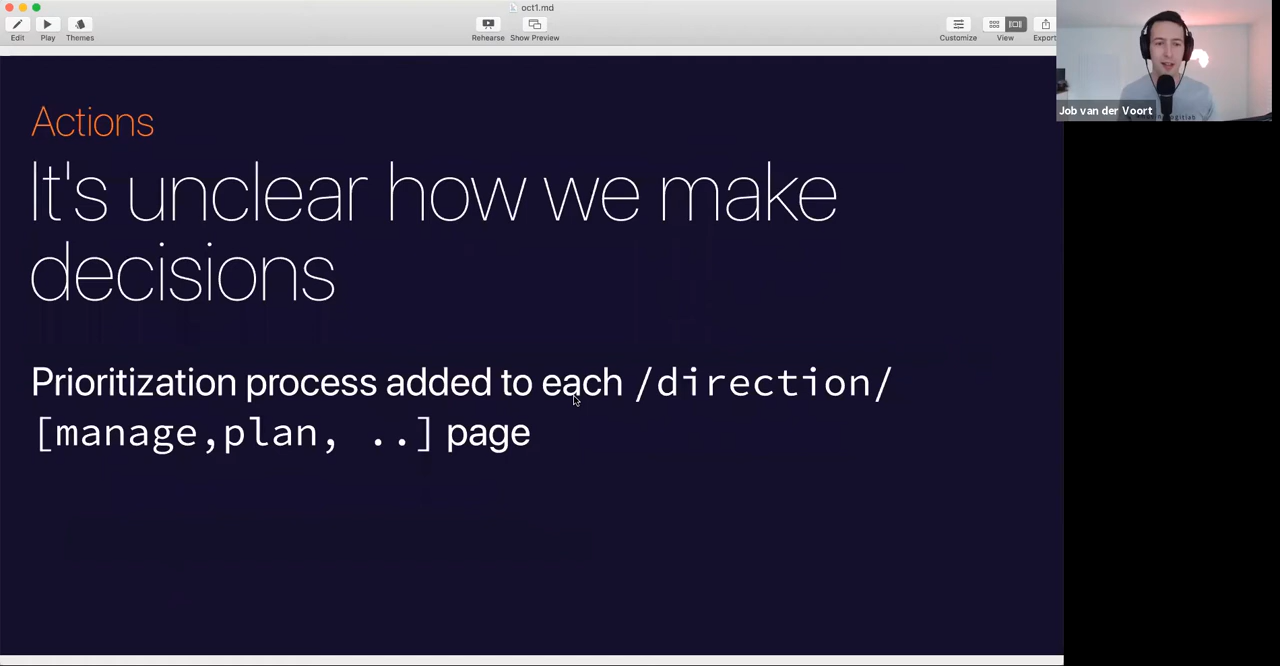 oct1.md
Edit
Play
Themes
Rehearse
Show Preview
Customize
View
Export
Job van der Voort
Actions
It's unclear how we make
decisions
Prioritization process added to each /direction/
[manage,plan, ..] page